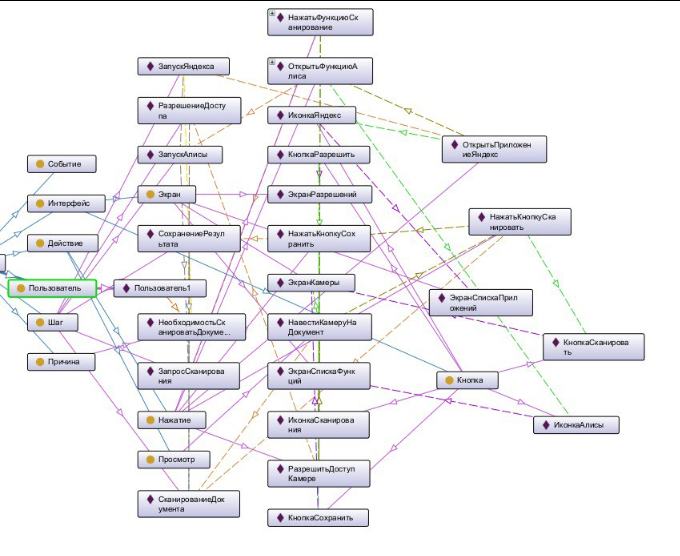 НажатьФункциюСк
анирование
ОткрытьФункциюА
лиса
ЗапускЯндекса
РазрешениеДосту
па
ИконкаЯндекс
ОткрытьПриложен
иеЯндекс
Событие
ЗапускАлисы
КнопкаРазрешить
Интерфейс
Экран
ЭкранРазрешений
НажатьКнопкуСка
нировать
Действие
СохранениеРезул
ьтата
НажатьКнопкуСох
ранить
Пользователь
Пользователь1
ЭкранКамеры
ЭкранСпискаПрил
ожений
Шаг
НеобходимостьСк
анироватьДокуме...
НавестиКамеруНа
Документ
КнопкаСканирова
ть
Причина
ЗапросСканирова
ния
ЭкранСпискаФунк
ций
Кнопка
Нажатие
ИконкаСканирова
ния
ИконкаАлисы
Просмотр
РазрешитьДоступ
Камере
СканированиеДок
умента
КнопкаСохранить